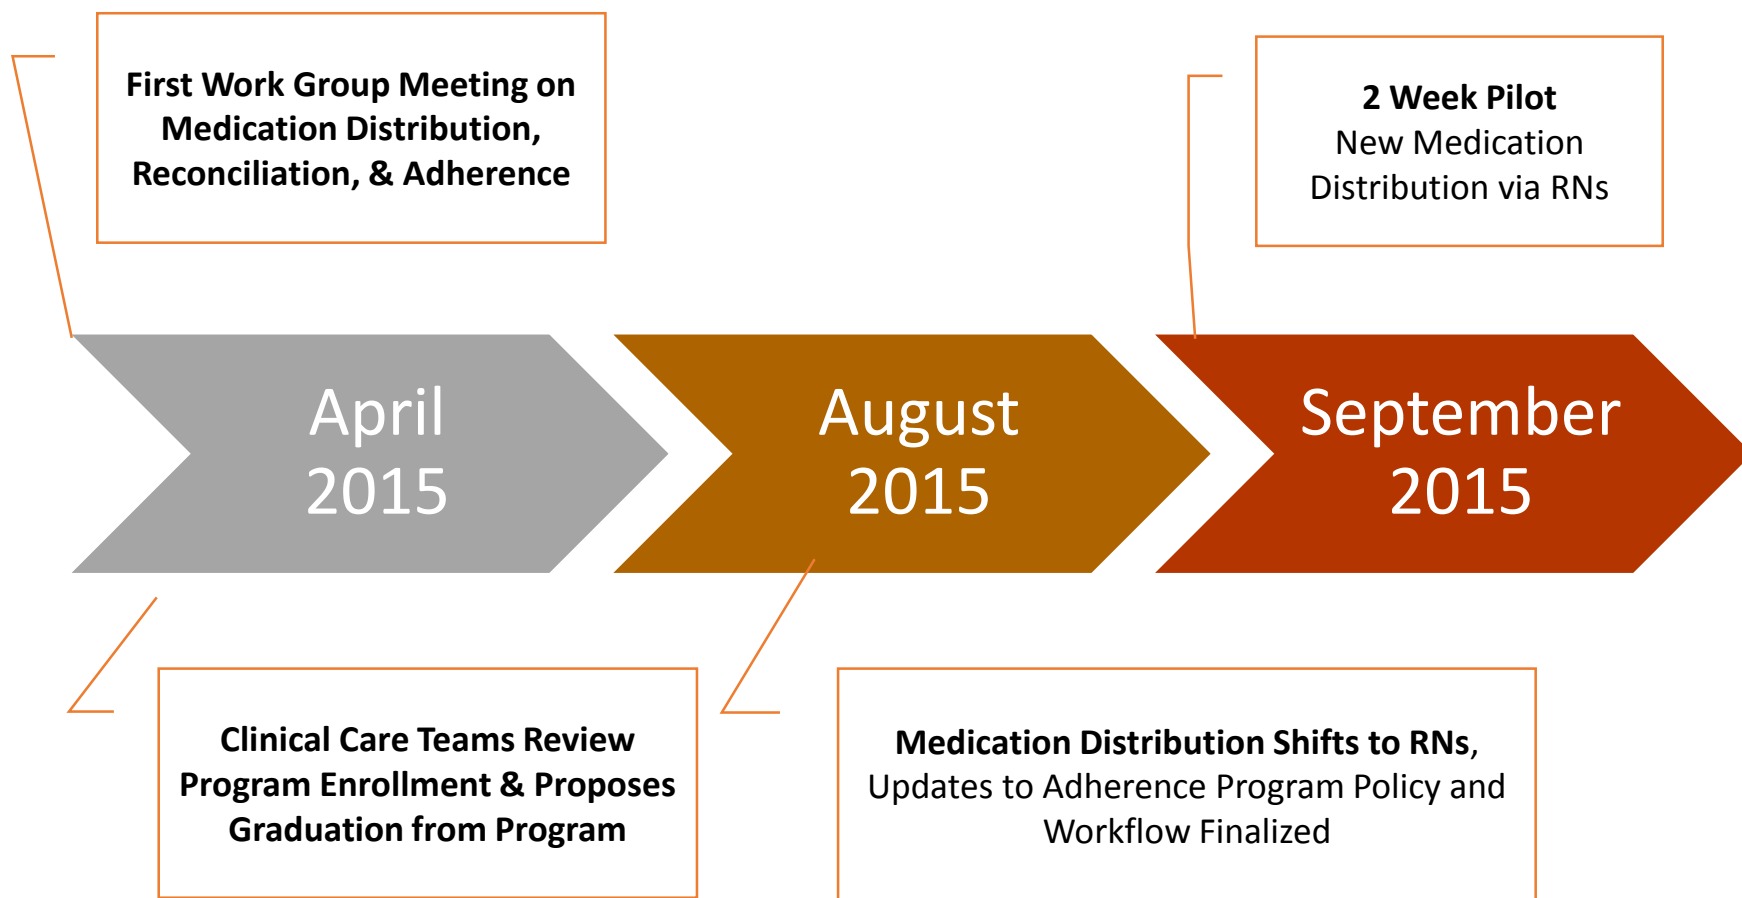 First Work Group Meeting on
Medication Distribution,
Reconciliation, & Adherence
2 Week Pilot
New Medication
Distribution via RNs
April
2015
August
2015
September
2015
Clinical Care Teams Review
Program Enrollment & Proposes
Graduation from Program
Medication Distribution Shifts to RNs,
Updates to Adherence Program Policy and
Workflow Finalized